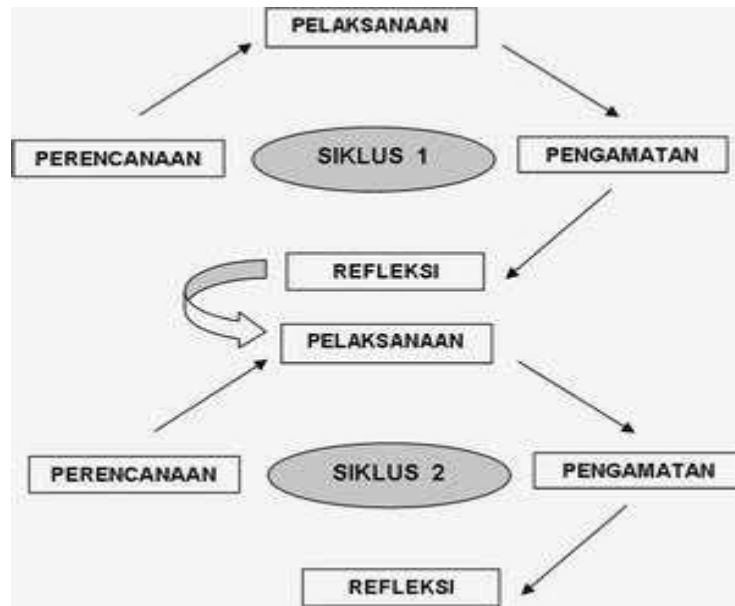 PELAKSANAAN
PERENCANAAN
SIKLUS 1
PENGAMATAN
REFLEKSI
PELAKSANAAN
PERENCANAAN
SIKLUS 2
PENGAMATAN
REFLEKSI